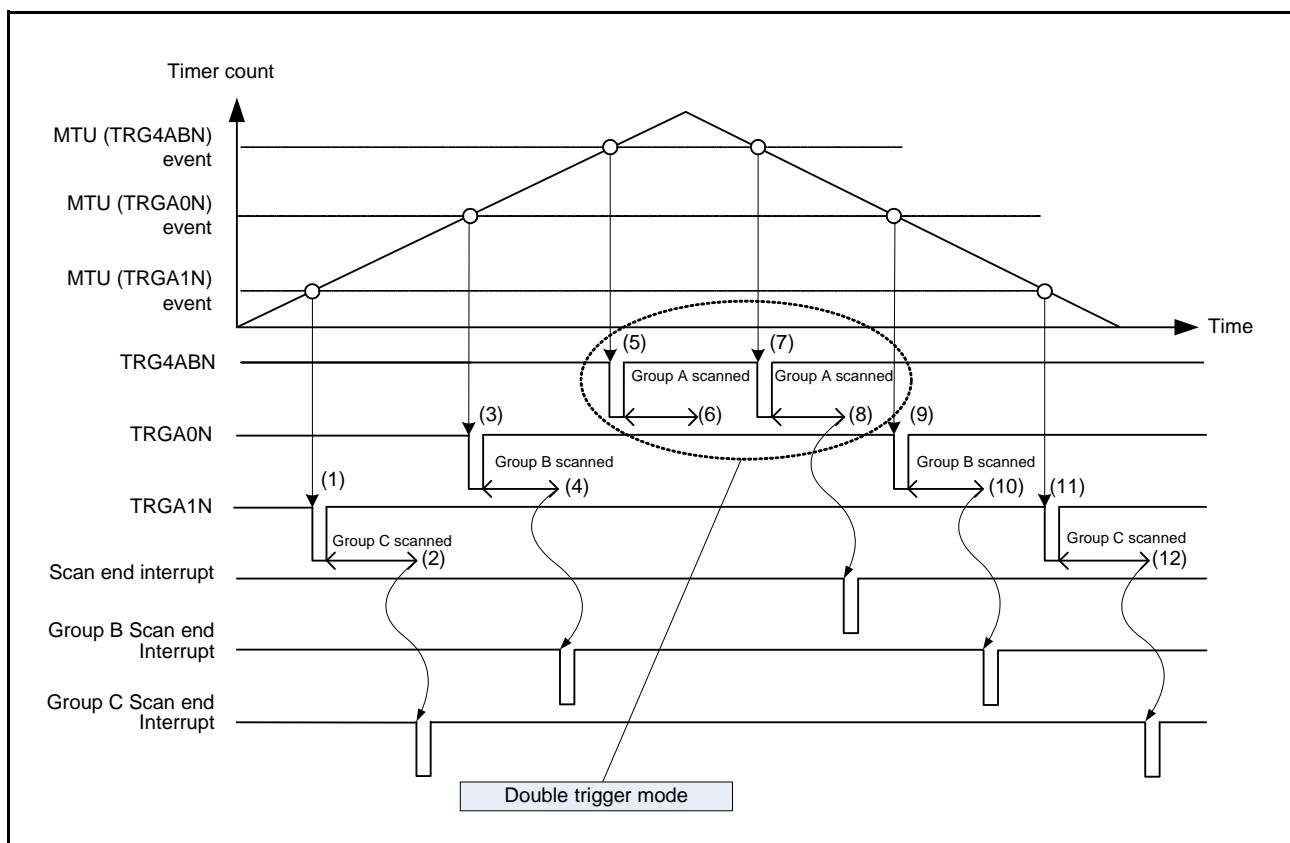 Timer count
MTU (TRG4ABN)
event
MTU (TRGA0N)
event
MTU (TRGA1N)
event
Time
TRG4ABN
(5)
(7)
Group A scanned
Group A scanned
(6)
(8)
TRGA0N
(3)
(9)
Group B scanned
Group B scanned
(4)
(10)
TRGA1N
(1)
(11)
Group C scanned
Group C scanned
(2)
(12)
Scan end interrupt
Group B Scan end
Interrupt
Group C Scan end
Interrupt
Double trigger mode